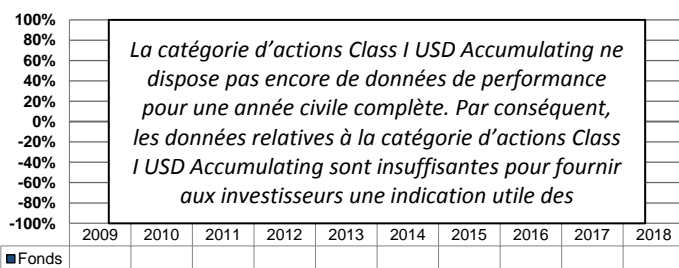 100%
80%
60%
40%
20%
0%
-20%
-40%
-60%
-80%
-100%
La catégorie d’actions Class I USD Accumulating ne
dispose pas encore de données de performance
pour une année civile complète. Par conséquent,
les données relatives à la catégorie d’actions Class
I USD Accumulating sont insuffisantes pour fournir
aux investisseurs une indication utile des
2009 2010 2011 2012 2013 2014 2015 2016 2017 2018
Fonds